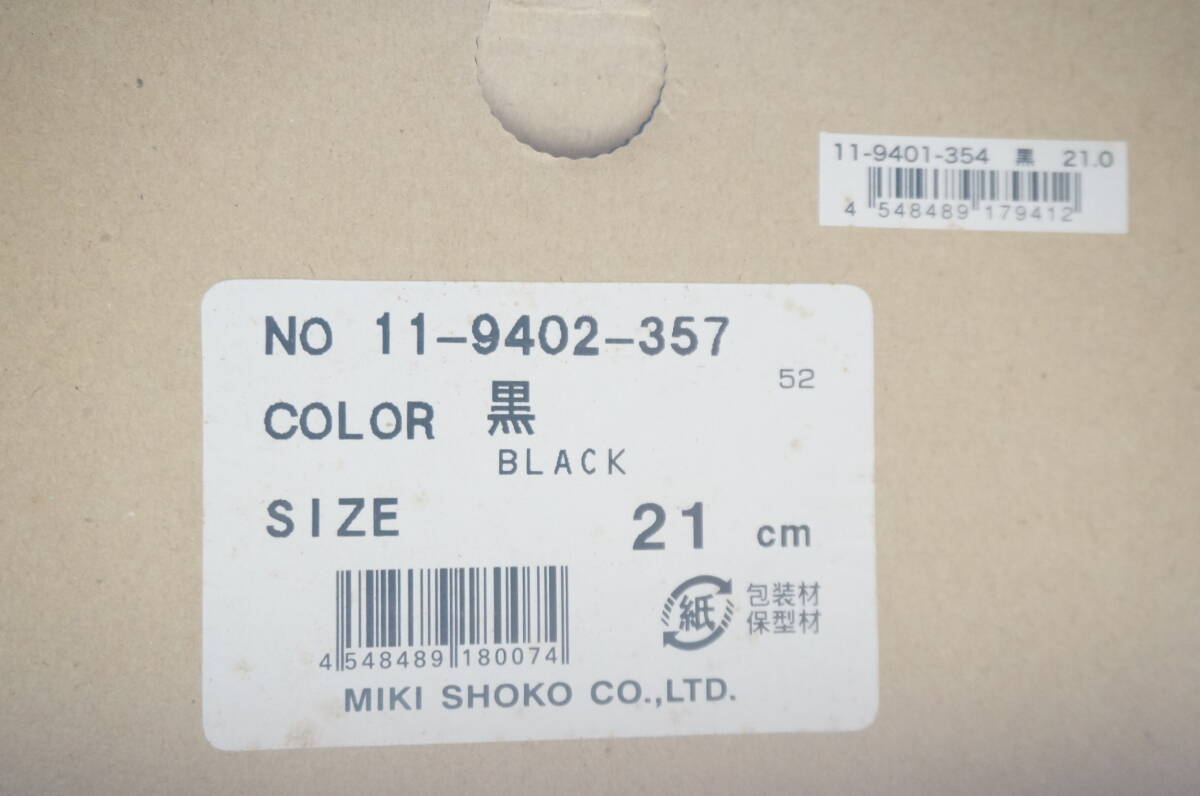 11-9401-354 黒 21.0
4 548489 179412
NO 11-9402-357
52
COLOR 黒
BLACK
SIZE 21 cm
紙 包装材
保型材
4 548489 180074
MIKI SHOKO CO.,LTD.